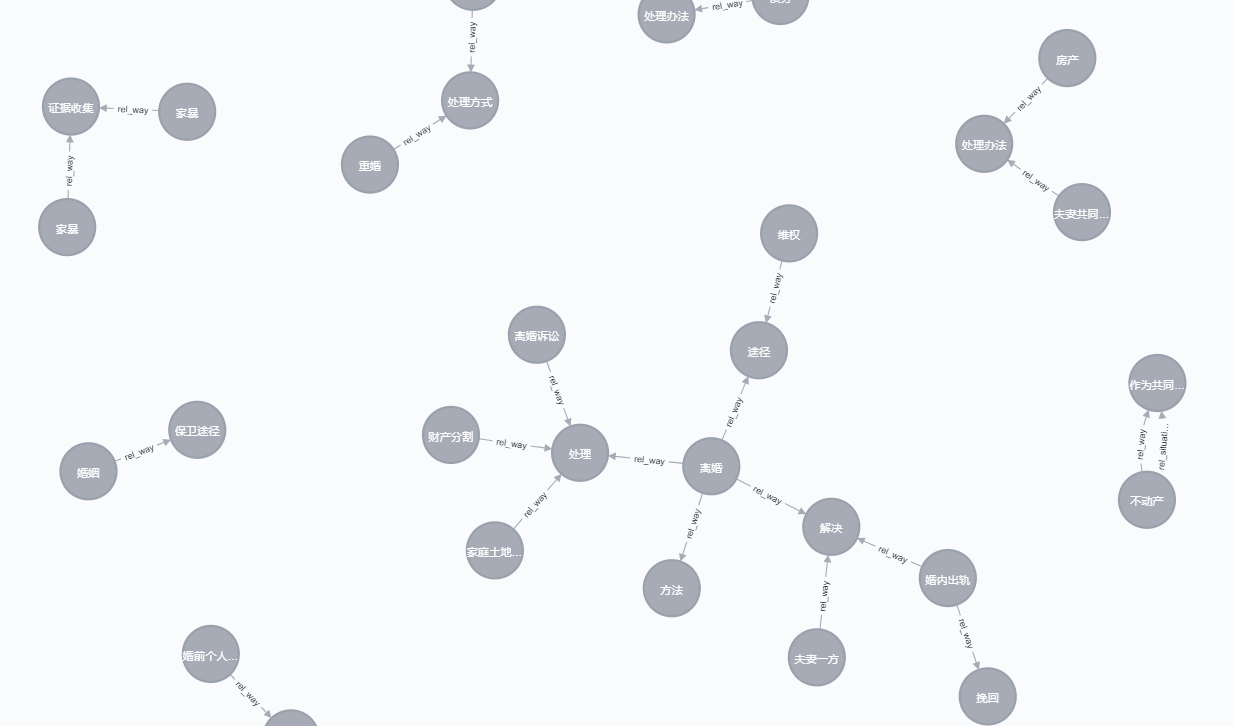 rel_way
处理办法
rel_way
房产
rel_way
处理办法
rel_way
夫妻共同...
证据收集
rel_way
家暴
rel_way
家暴
处理方式
rel_way
重婚
维权
rel_way
途径
rel_way
离婚诉讼
rel_way
财产分割
rel_way
处理
rel_way
离婚
rel_way
家庭土地...
rel_way
方法
rel_way
解决
rel_way
婚内出轨
rel_way
夫妻一方
rel_way
挽回
作为共同...
rel_way
rel_situati...
不动产
保卫途径
rel_way
婚姻
婚前个人...
rel_way